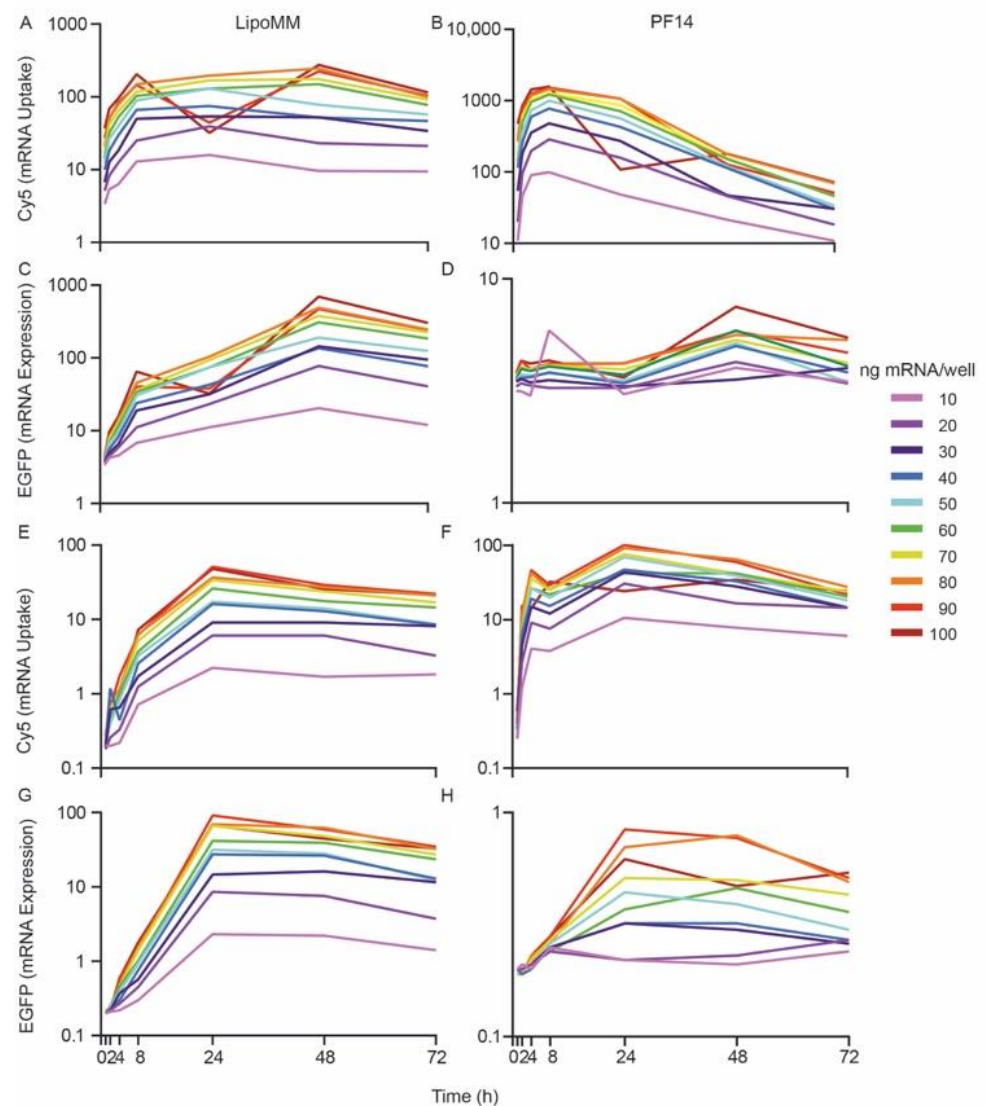 A LipoMM B PF14
1000
100
10
1
Cy5 (mRNA Uptake)
10,000
1000
100
10
C
1000
100
10
1
EGFP (mRNA Expression)
D
10
1
ng mRNA/well
10
20
30
40
50
60
70
80
90
100
E
100
10
1
0.1
Cy5 (mRNA Uptake)
F
100
10
1
0.1
G
100
10
1
0.1
EGFP (mRNA Expression)
H
1
0.1
0 2 4 8 24 48 72
0 2 4 8 24 48 72
Time (h)